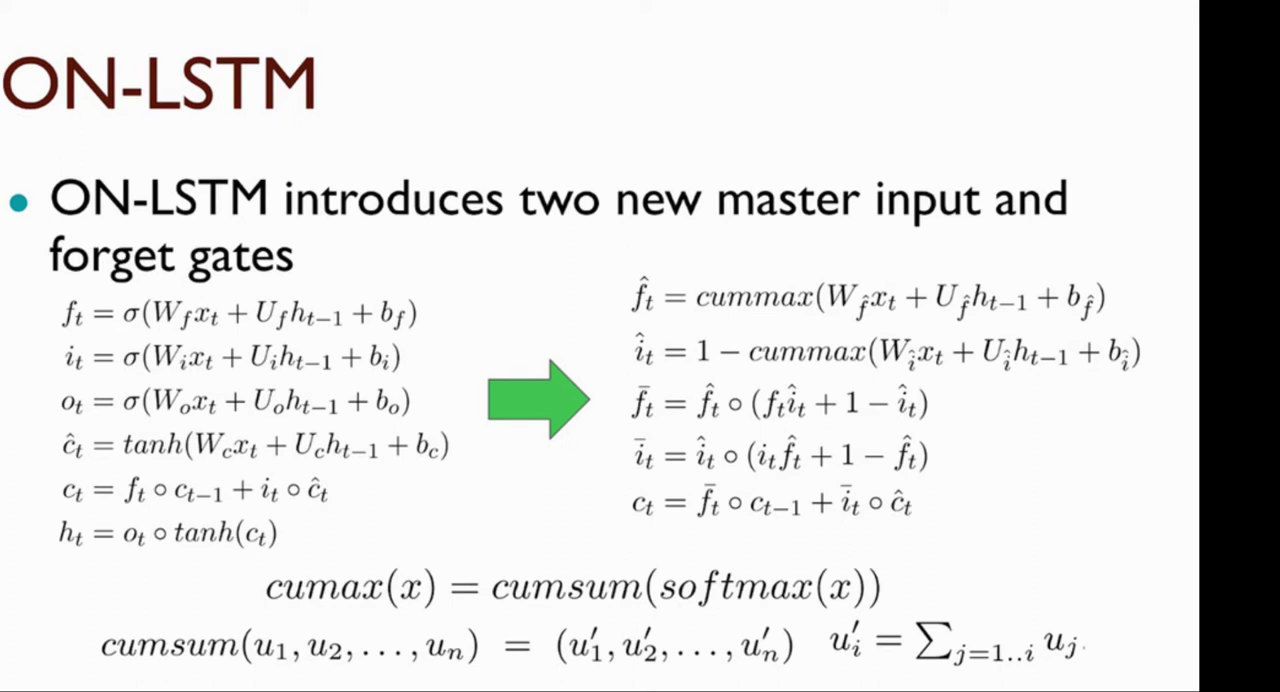 ON-LSTM
• ON-LSTM introduces two new master input and
forget gates
f_t = σ(W_f x_t + U_f h_{t−1} + b_f)
i_t = σ(W_i x_t + U_i h_{t−1} + b_i)
o_t = σ(W_o x_t + U_o h_{t−1} + b_o)
ĉ_t = tanh(W_c x_t + U_c h_{t−1} + b_c)
c_t = f_t ∘ c_{t−1} + i_t ∘ ĉ_t
h_t = o_t ∘ tanh(c_t)
f̂_t = cummax(W_f̂ x_t + U_f̂ h_{t−1} + b_f̂)
î_t = 1 − cummax(W_î x_t + U_î h_{t−1} + b_î)
f̄_t = f̂_t ∘ (f_t î_t + 1 − î_t)
ī_t = î_t ∘ (i_t f̂_t + 1 − f̂_t)
c_t = f̄_t ∘ c_{t−1} + ī_t ∘ ĉ_t
cumax(x) = cumsum(softmax(x))
cumsum(u_1, u_2, . . . , u_n) = (u′_1, u′_2, . . . , u′_n) u′_i = ∑_{j=1..i} u_j.